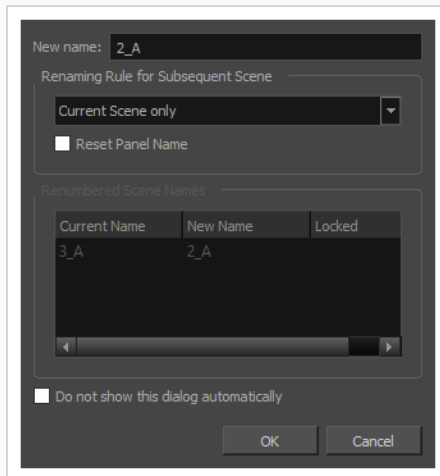 New name: 2_A
Renaming Rule for Subsequent Scene
Current Scene only
Reset Panel Name
Renumbered Scene Names
Current Name New Name Locked
3_A 2_A
Do not show this dialog automatically
OK Cancel